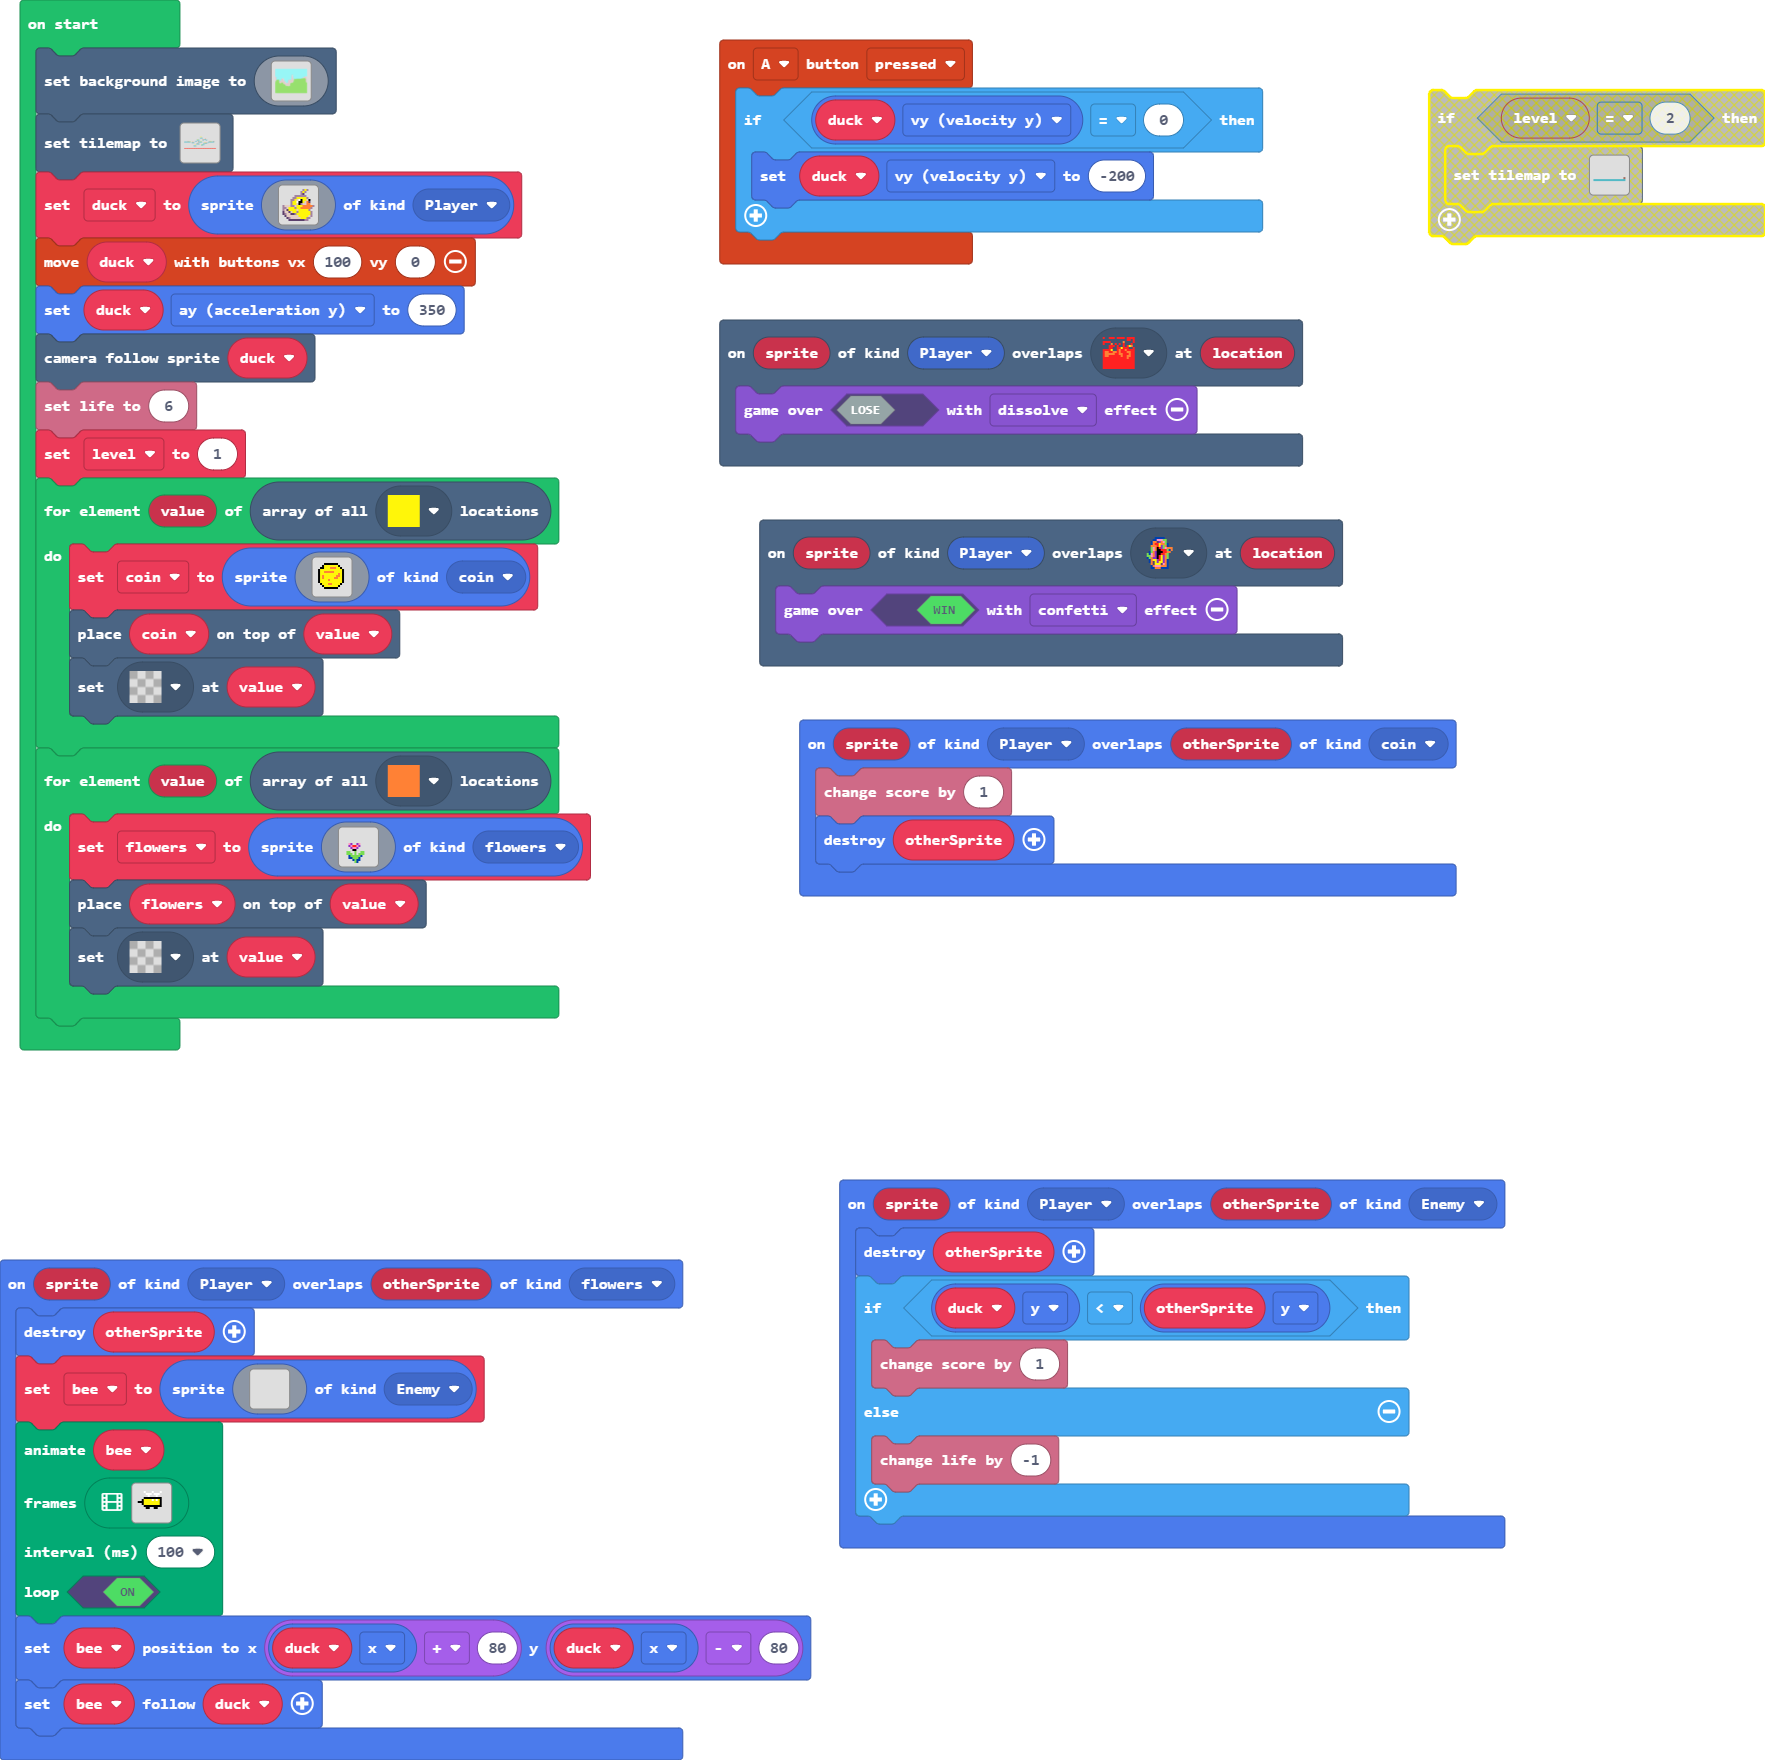 on start
set background image to
set tilemap to
set duck to sprite of kind Player
move duck with buttons vx 100 vy 0
set duck ay (acceleration y) to 350
camera follow sprite duck
set life to 6
set level to 1
for element value of array of all locations
do
set coin to sprite of kind coin
place coin on top of value
set at value
for element value of array of all locations
do
set flowers to sprite of kind flowers
place flowers on top of value
set at value
on A button pressed
if duck vy (velocity y) = 0 then
set duck vy (velocity y) to -200
if level = 2 then
set tilemap to
on sprite of kind Player overlaps at location
game over LOSE with dissolve effect
on sprite of kind Player overlaps at location
game over WIN with confetti effect
on sprite of kind Player overlaps otherSprite of kind coin
change score by 1
destroy otherSprite
on sprite of kind Player overlaps otherSprite of kind flowers
destroy otherSprite
set bee to sprite of kind Enemy
animate bee
frames
interval (ms) 100
loop ON
set bee position to x duck x + 80 y duck x - 80
set bee follow duck
on sprite of kind Player overlaps otherSprite of kind Enemy
destroy otherSprite
if duck y < otherSprite y then
change score by 1
else
change life by -1